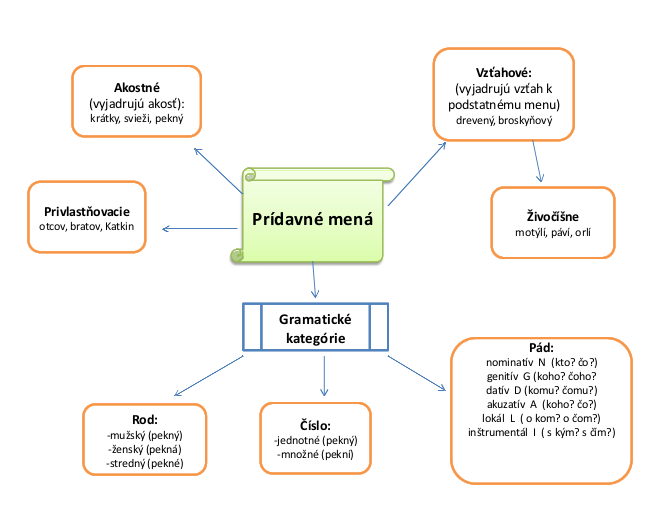 Akostné
(vyjadrujú akosť):
krátky, svieži, pekný
Vzťahové:
(vyjadrujú vzťah k
podstatnému menu)
drevený, broskyňový
Privlastňovacie
otcov, bratov, Katkin
Prídavné mená
Živočíšne
motýlí, páví, orlí
Gramatické
kategórie
Rod:
-mužský (pekný)
-ženský (pekná)
-stredný (pekné)
Číslo:
-jednotné (pekný)
-množné (pekní)
Pád:
nominatív N (kto? čo?)
genitív G (koho? čoho?
datív D (komu? čomu?)
akuzatív A (koho? čo?)
lokál L ( o kom? o čom?)
inštrumentál I ( s kým? s čím?)